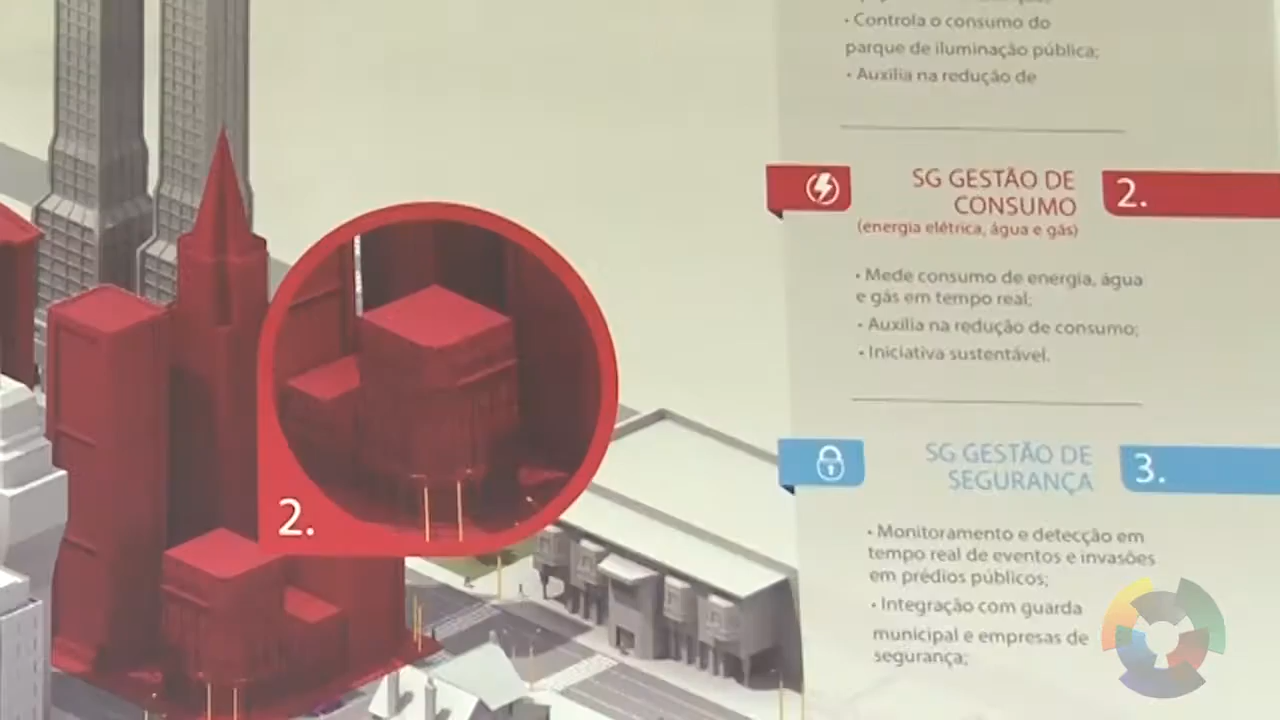 • Controla o consumo do
parque de iluminação pública;
• Auxilia na redução de
SG GESTÃO DE
CONSUMO
2.
(energia elétrica, água e gás)
• Mede consumo de energia, água
e gás em tempo real;
• Auxilia na redução de consumo;
• Iniciativa sustentável.
SG GESTÃO DE
SEGURANÇA
3.
• Monitoramento e detecção em
tempo real de eventos e invasões
em prédios públicos;
• Integração com guarda
municipal e empresas de
segurança;
2.